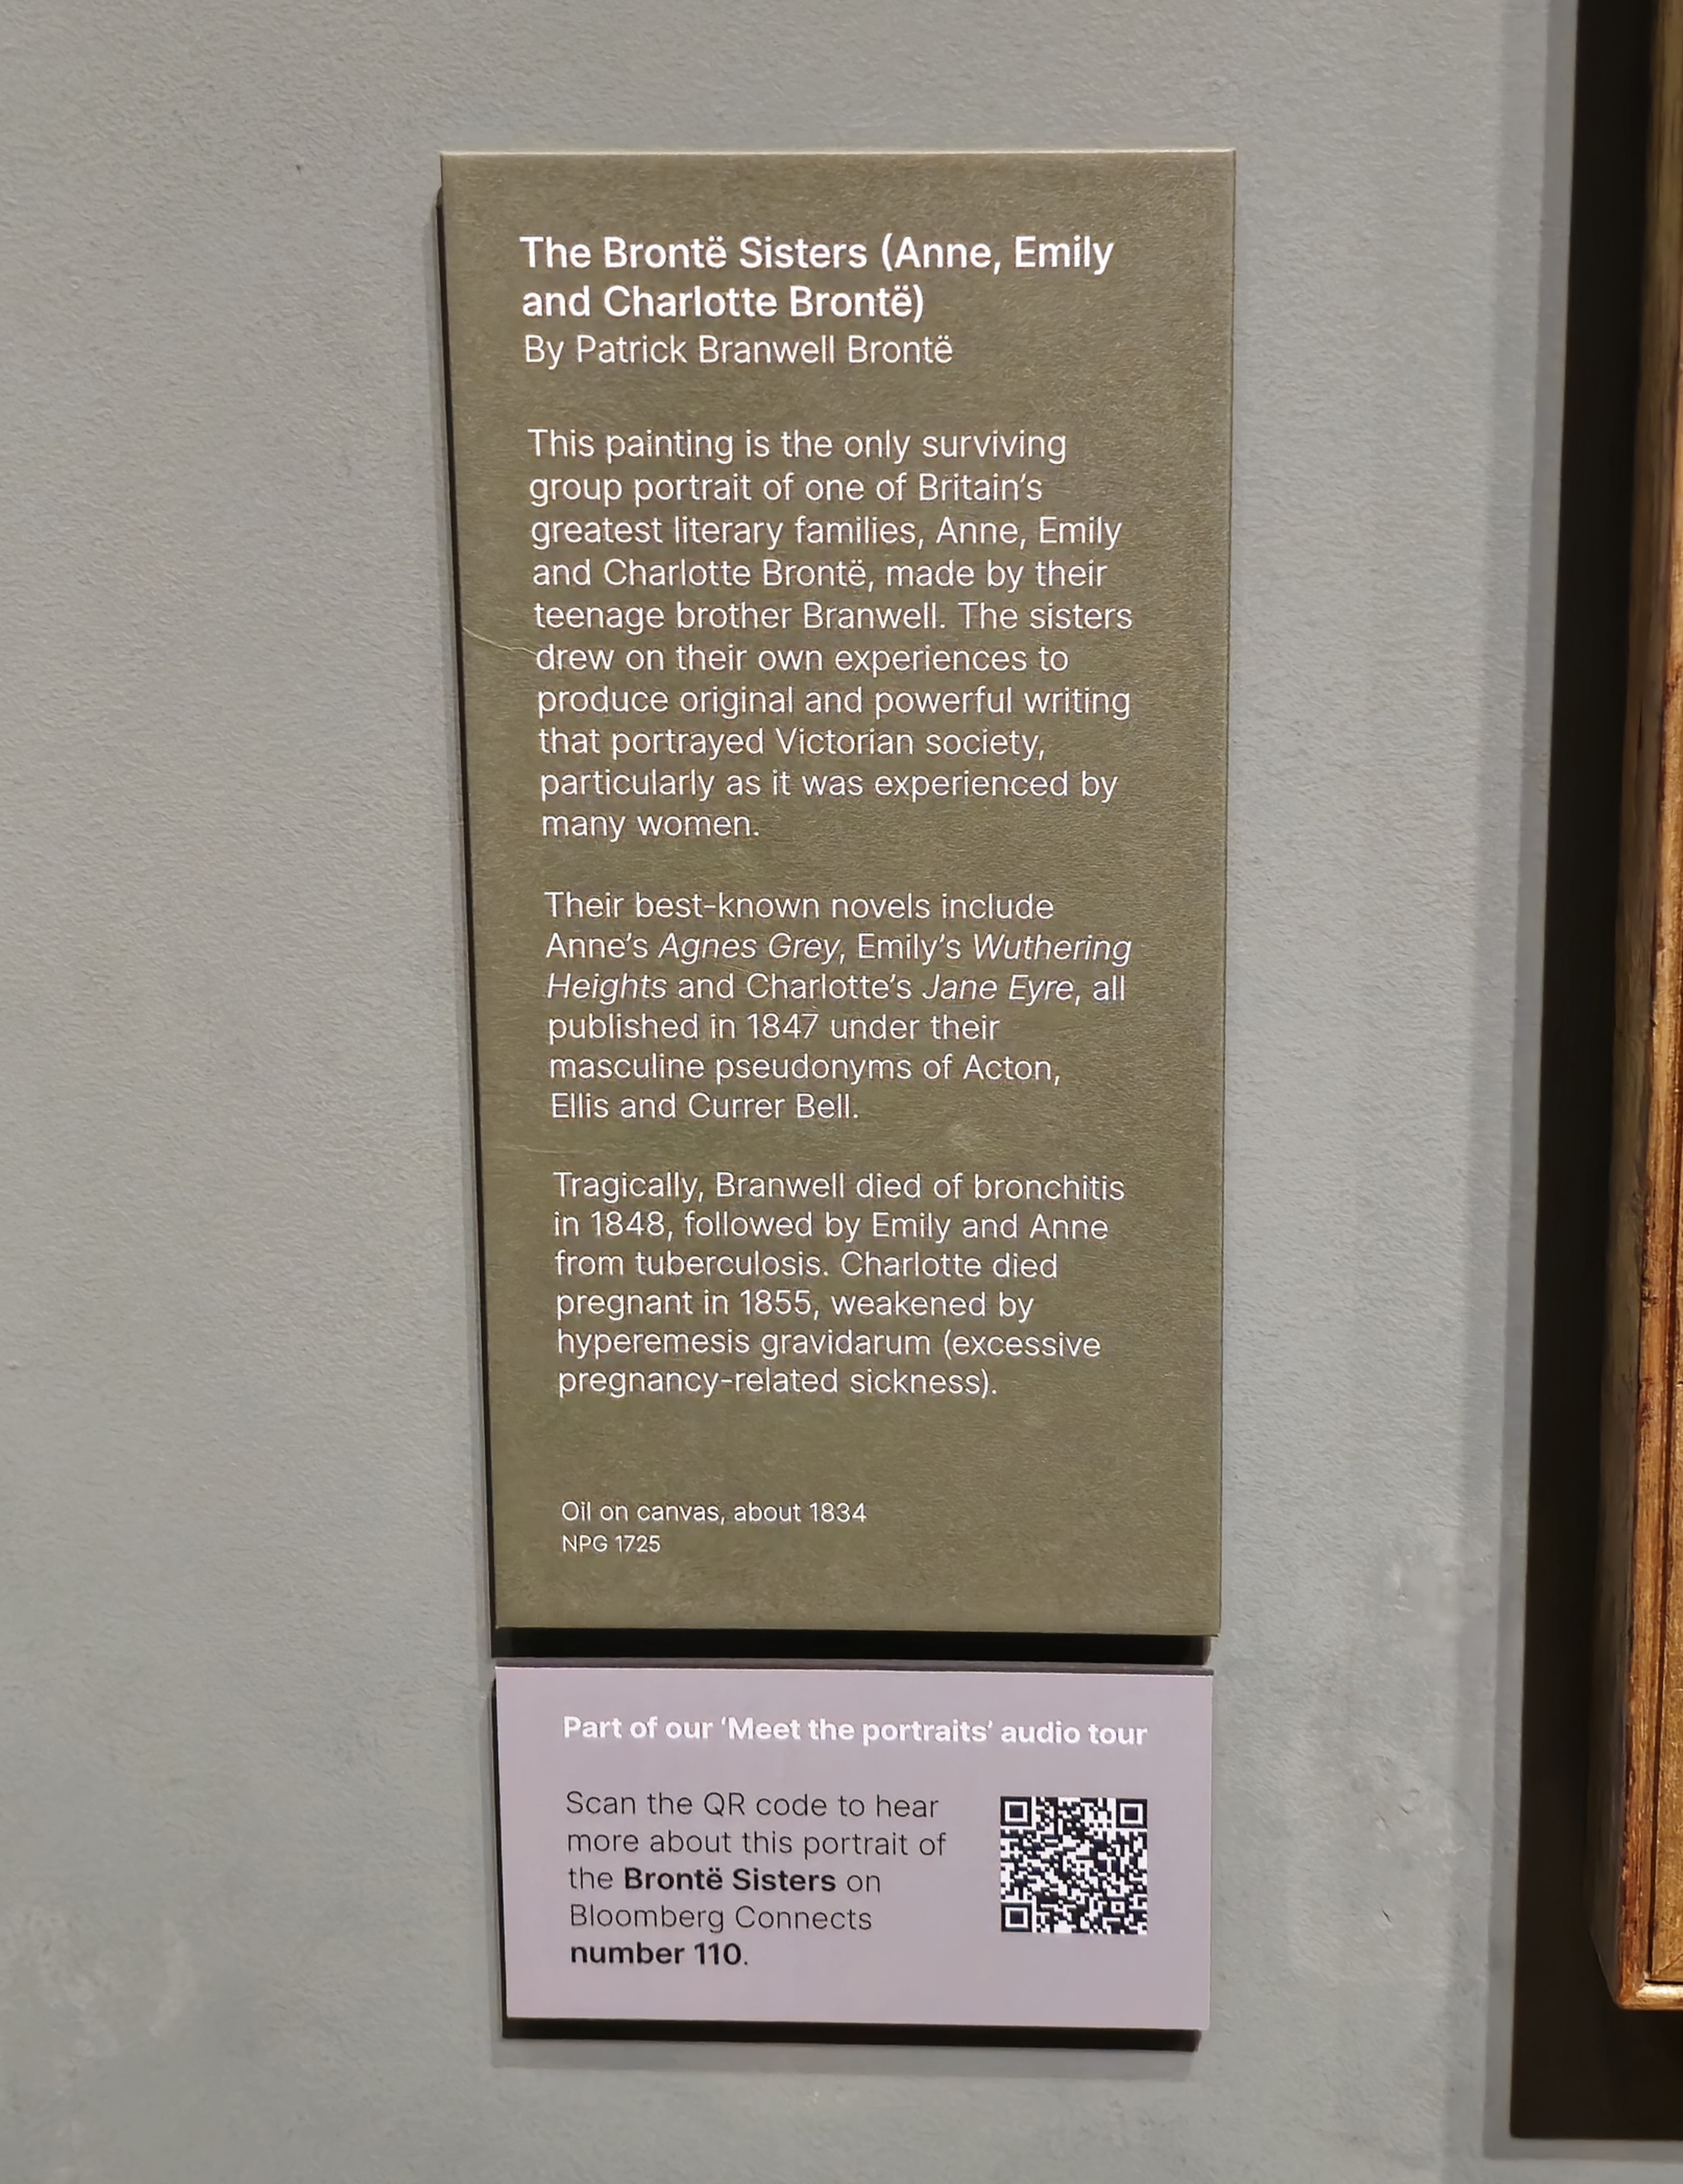 The Brontë Sisters (Anne, Emily
and Charlotte Brontë)
By Patrick Branwell Brontë
This painting is the only surviving
group portrait of one of Britain’s
greatest literary families, Anne, Emily
and Charlotte Brontë, made by their
teenage brother Branwell. The sisters
drew on their own experiences to
produce original and powerful writing
that portrayed Victorian society,
particularly as it was experienced by
many women.
Their best-known novels include
Anne’s Agnes Grey, Emily’s Wuthering
Heights and Charlotte’s Jane Eyre, all
published in 1847 under their
masculine pseudonyms of Acton,
Ellis and Currer Bell.
Tragically, Branwell died of bronchitis
in 1848, followed by Emily and Anne
from tuberculosis. Charlotte died
pregnant in 1855, weakened by
hyperemesis gravidarum (excessive
pregnancy-related sickness).
Oil on canvas, about 1834
NPG 1725
Part of our ‘Meet the portraits’ audio tour
Scan the QR code to hear
more about this portrait of
the Brontë Sisters on
Bloomberg Connects
number 110.